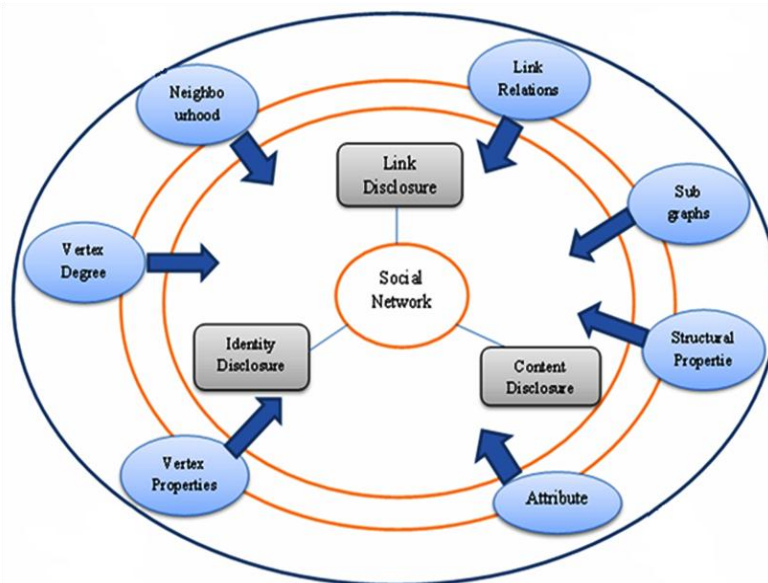 Neighbo
urhood
Link
Relations
Link
Disclosure
Sub
graphs
Vertex
Degree
Social
Network
Identity
Disclosure
Structural
Propertie
Content
Disclosure
Vertex
Properties
Attribute